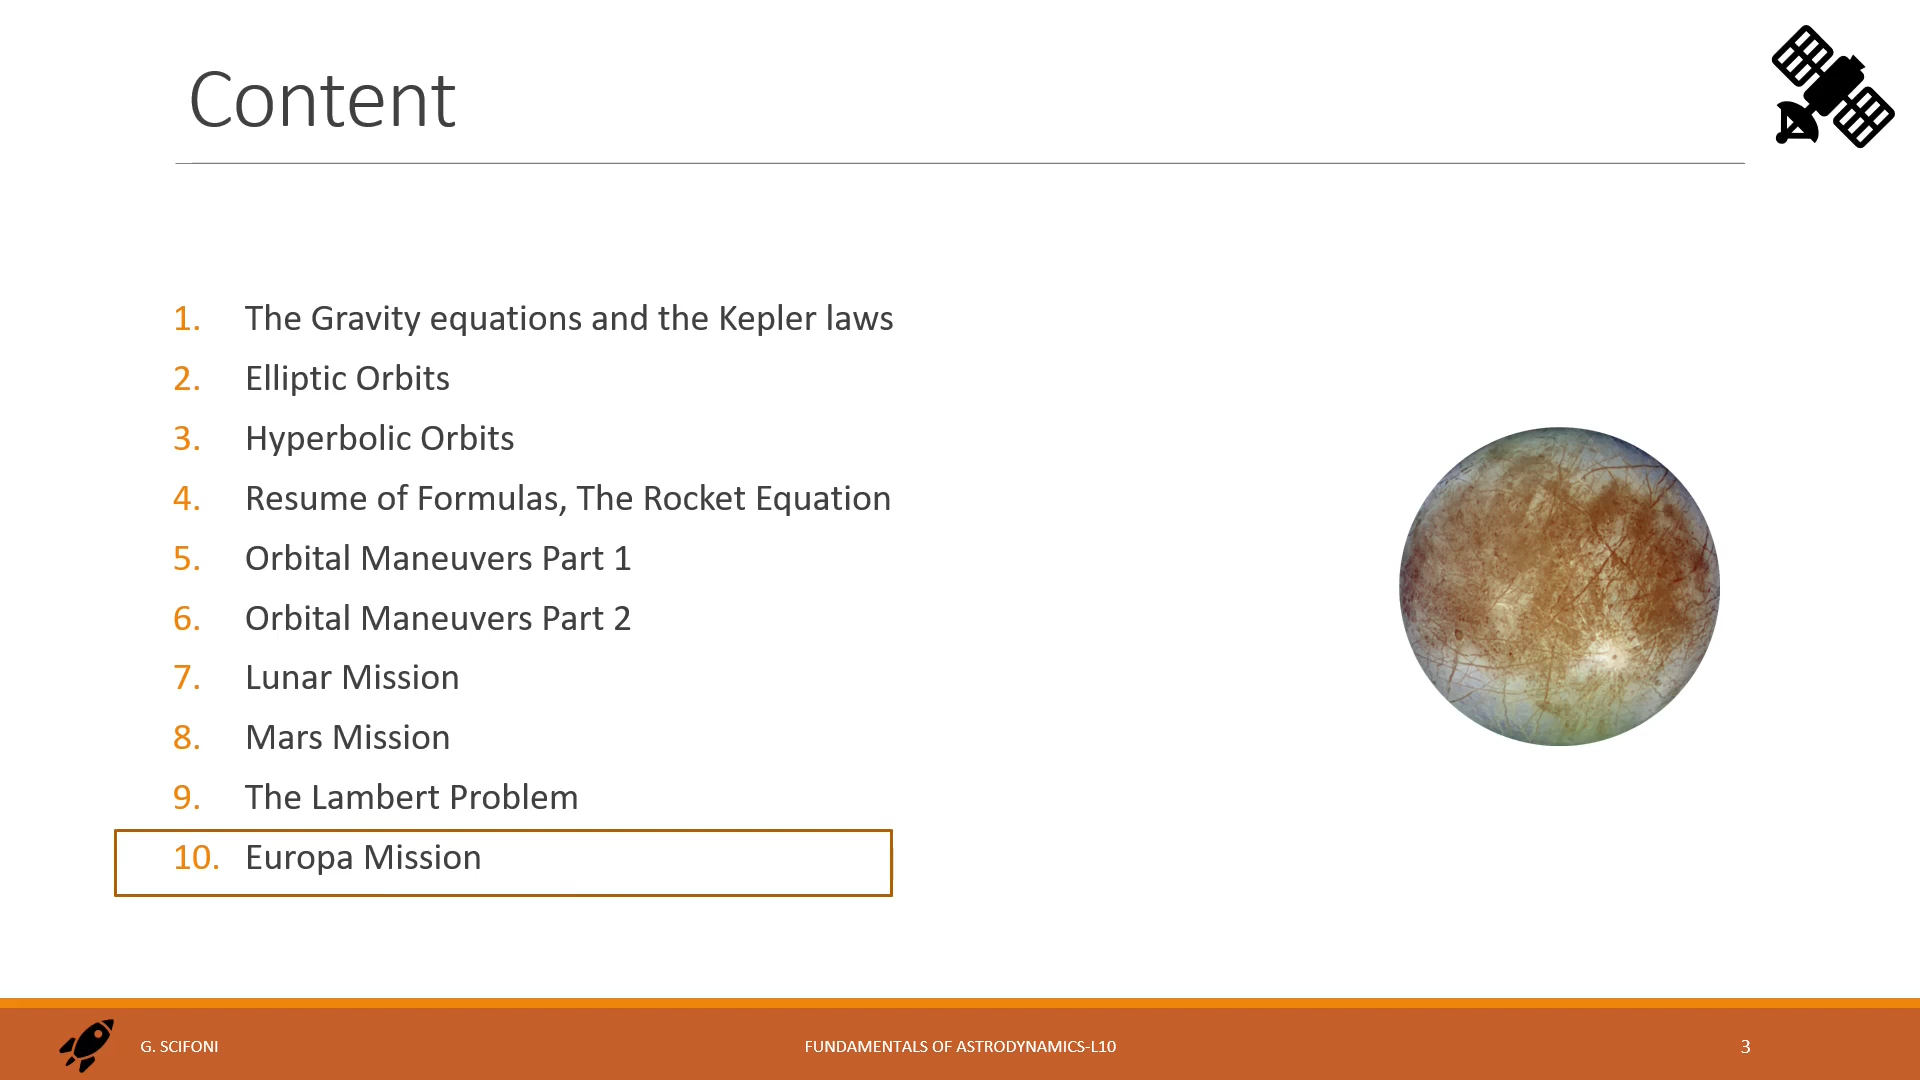 Content
1. The Gravity equations and the Kepler laws
2. Elliptic Orbits
3. Hyperbolic Orbits
4. Resume of Formulas, The Rocket Equation
5. Orbital Maneuvers Part 1
6. Orbital Maneuvers Part 2
7. Lunar Mission
8. Mars Mission
9. The Lambert Problem
10. Europa Mission
G. SCIFONI
FUNDAMENTALS OF ASTRODYNAMICS-L10
3